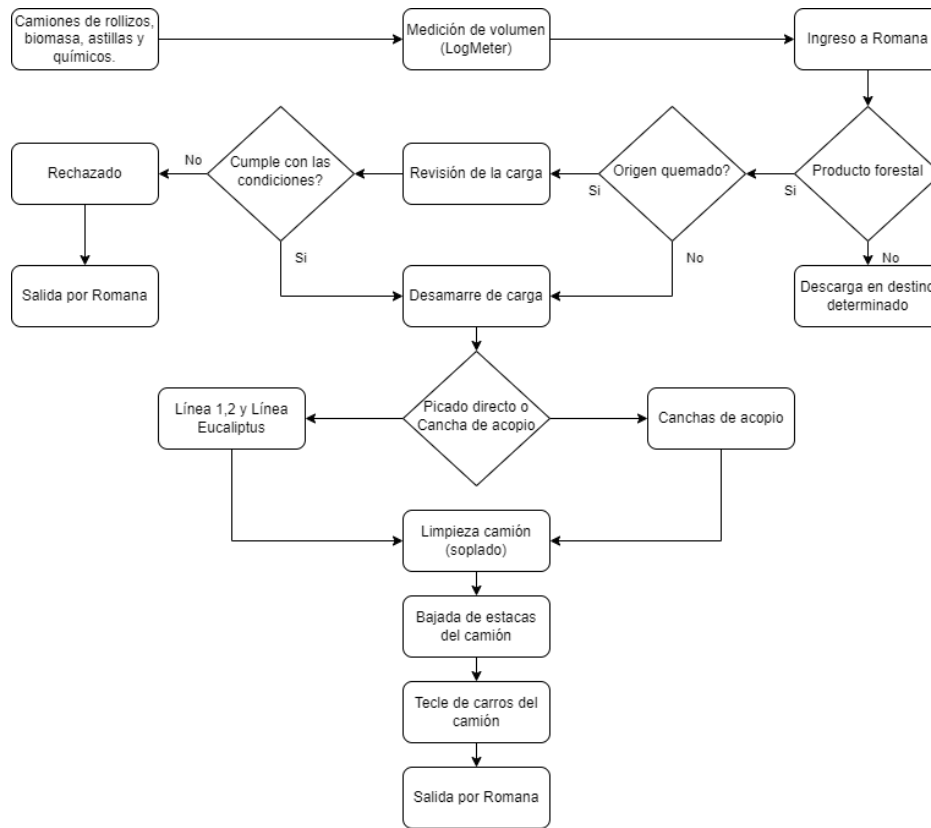 Camiones de rollizos,
biomasa, astillas y
químicos.
Medición de volumen
(LogMeter)
Ingreso a Romana
Rechazado
No
Cumple con las
condiciones?
Revisión de la carga
Si
Origen quemado?
Si
Producto forestal
Salida por Romana
Si
Desamarre de carga
No
No
Descarga en destino
determinado
Línea 1,2 y Línea
Eucaliptus
Picado directo o
Cancha de acopio
Canchas de acopio
Limpieza camión
(soplado)
Bajada de estacas
del camión
Tecle de carros del
camión
Salida por Romana